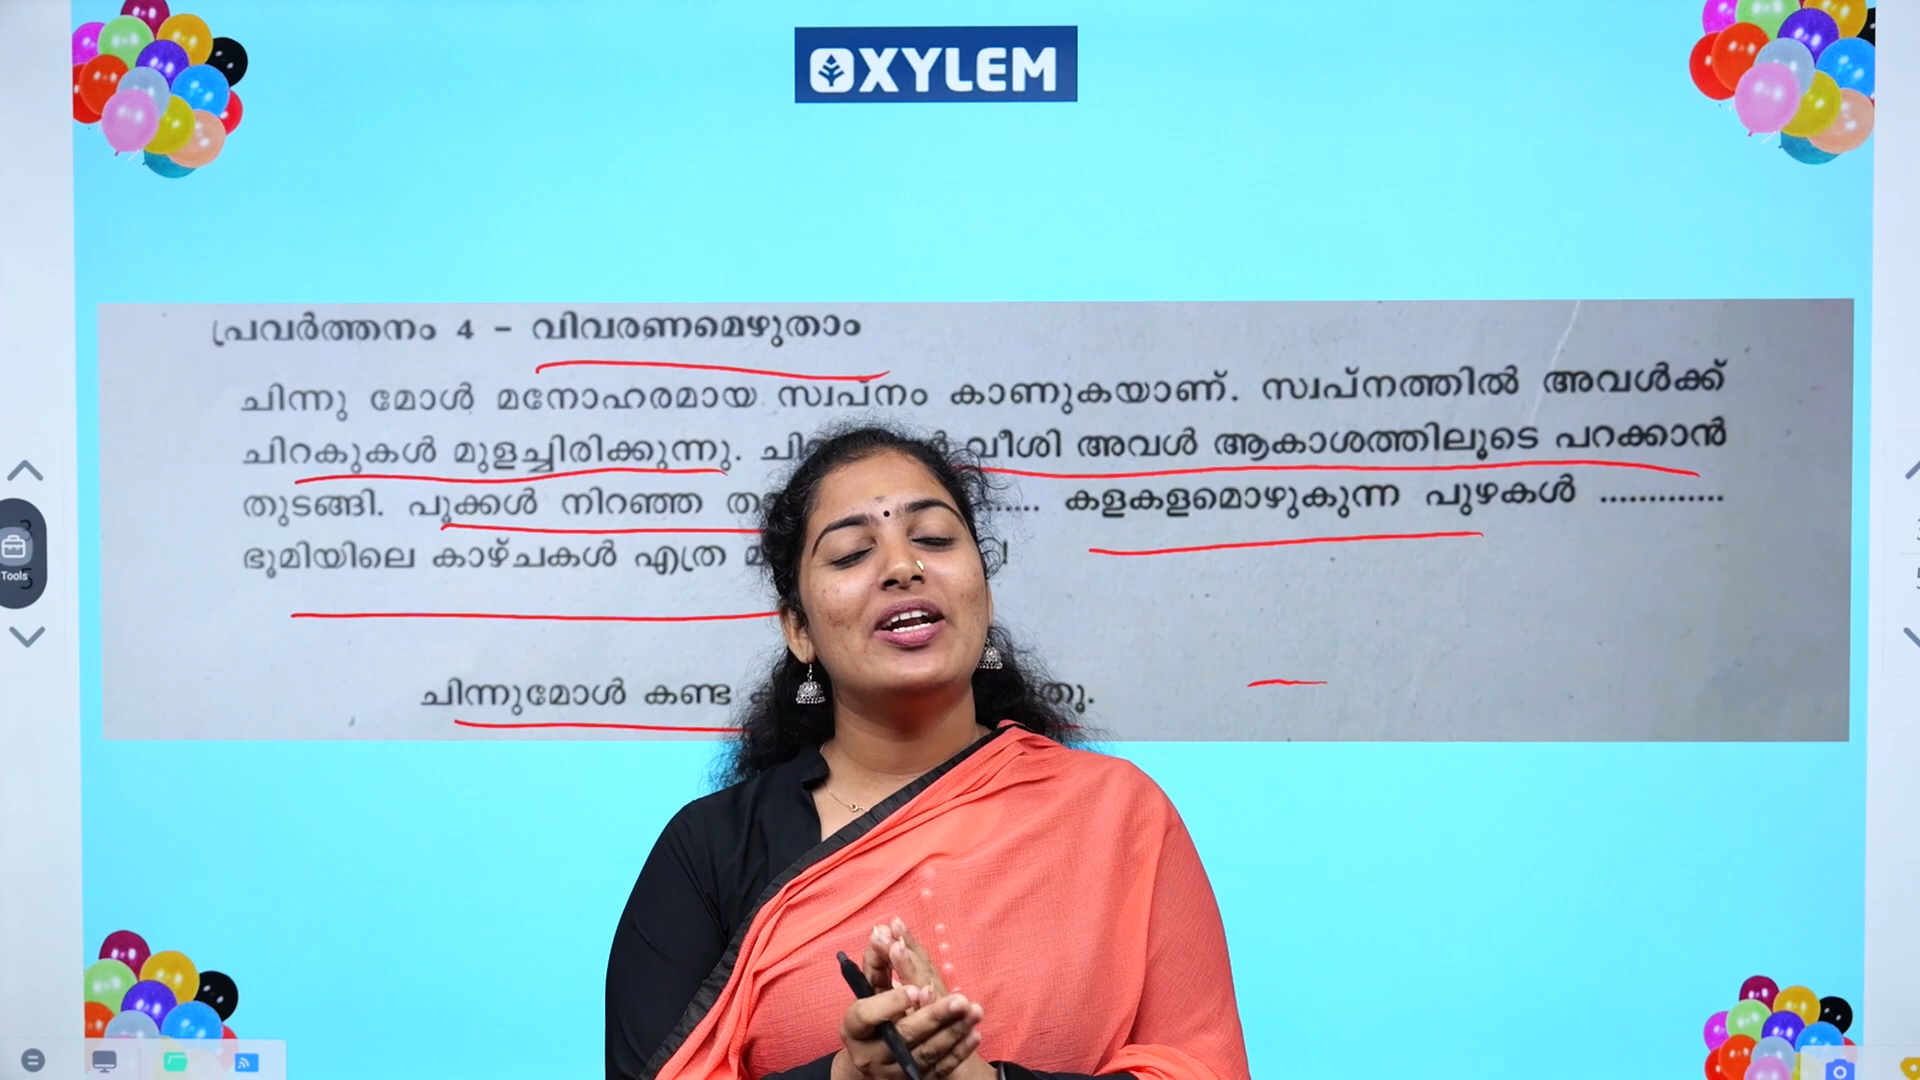 OXYLEM
പ്രവർത്തനം 4 – വിവരണമെഴുതാം
ചിന്നു മോൾ മനോഹരമായ സ്വപ്നം കാണുകയാണ്. സ്വപ്നത്തിൽ അവൾക്ക്
ചിറകുകൾ മുളച്ചിരിക്കുന്നു. വീശി അവൾ ആകാശത്തിലൂടെ പറക്കാൻ
തുടങ്ങി. പൂക്കൾ നിറഞ്ഞ ..... കളകളമൊഴുകുന്ന പുഴകൾ .............
ഭൂമിയിലെ കാഴ്ചകൾ എത്ര
ചിന്നുമോൾ കണ്ട
Tools